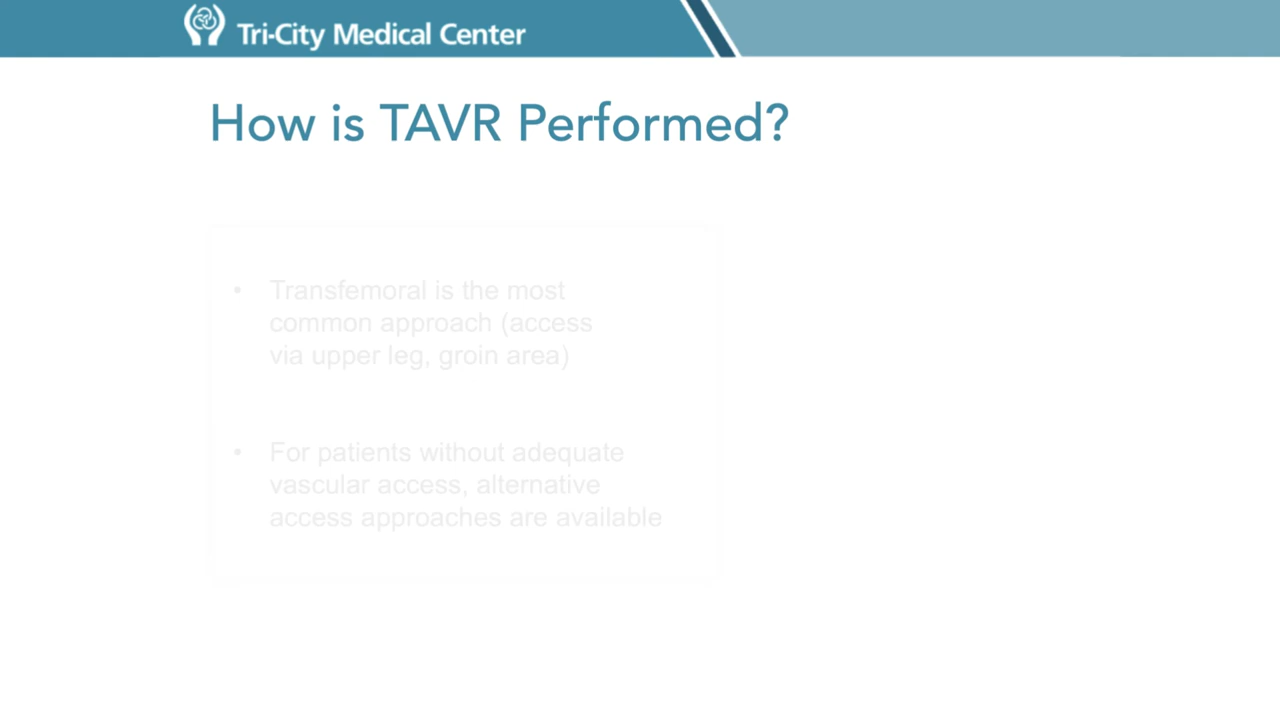 Tri-City Medical Center
How is TAVR Performed?
• Transfemoral is the most
common approach (access
via upper leg, groin area)
• For patients without adequate
vascular access, alternative
access approaches are available